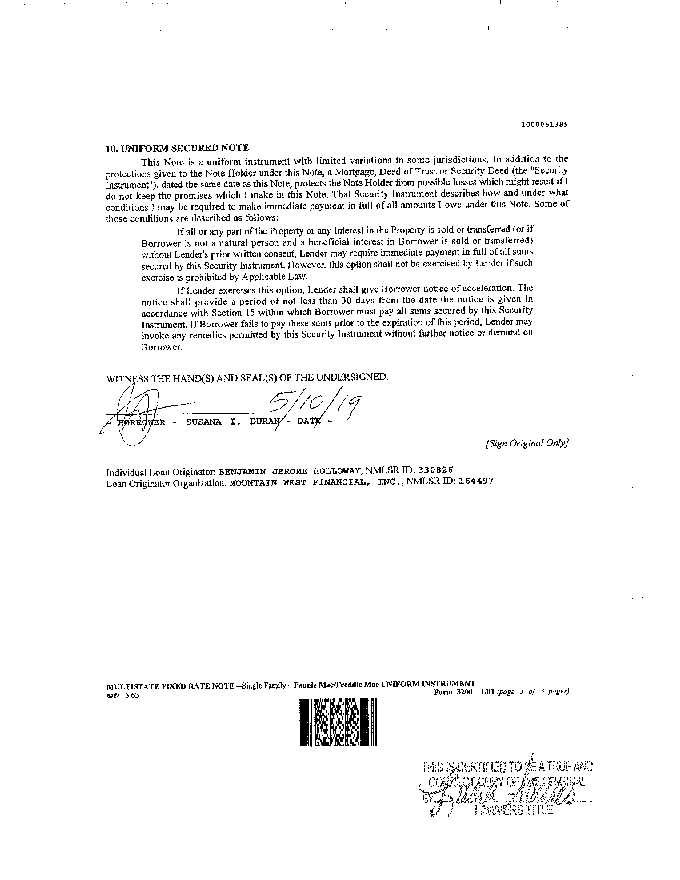 10. UNIFORM SECURED NOTE
This Note is a uniform instrument with limited variations in some jurisdictions. In addition to the
protections given to the Note Holder under this Note, a Mortgage, Deed of Trust or Security Deed (the "Security
Instrument"), dated the same date as this Note, protects the Note Holder from possible losses which might result if I
do not keep the promises which I make in this Note. That Security Instrument describes how and under what
conditions I may be required to make immediate payment in full of all amounts I owe under this Note. Some of
those conditions are described as follows:
If all or any part of the Property or any Interest in the Property is sold or transferred (or if
Borrower is not a natural person and a beneficial interest in Borrower is sold or transferred)
without Lender's prior written consent, Lender may require immediate payment in full of all sums
secured by this Security Instrument. However, this option shall not be exercised by Lender if such
exercise is prohibited by Applicable Law.
If Lender exercises this option, Lender shall give Borrower notice of acceleration. The
notice shall provide a period of not less than 30 days from the date the notice is given in
accordance with Section 15 within which Borrower must pay all sums secured by this Security
Instrument. If Borrower fails to pay these sums prior to the expiration of this period, Lender may
invoke any remedies permitted by this Security Instrument without further notice or demand on
Borrower.
WITNESS THE HAND(S) AND SEAL(S) OF THE UNDERSIGNED.
5/10/19
- BORROWER - SUSANA Y. DURAN - DATE -
[Sign Original Only]
Individual Loan Originator: BENJAMIN JEROME HOLLOWAY, NMLSR ID:
Loan Originator Organization: MOUNTAIN WEST FINANCIAL, INC., NMLSR ID: 164497
MULTISTATE FIXED RATE NOTE—Single Family—Fannie Mae/Freddie Mac UNIFORM INSTRUMENT
Form 3200 1/01 (page 3 of 3 pages)
THIS IS CERTIFIED TO BE A TRUE AND
COPY OF THE ORIGINAL
LAWYERS TITLE